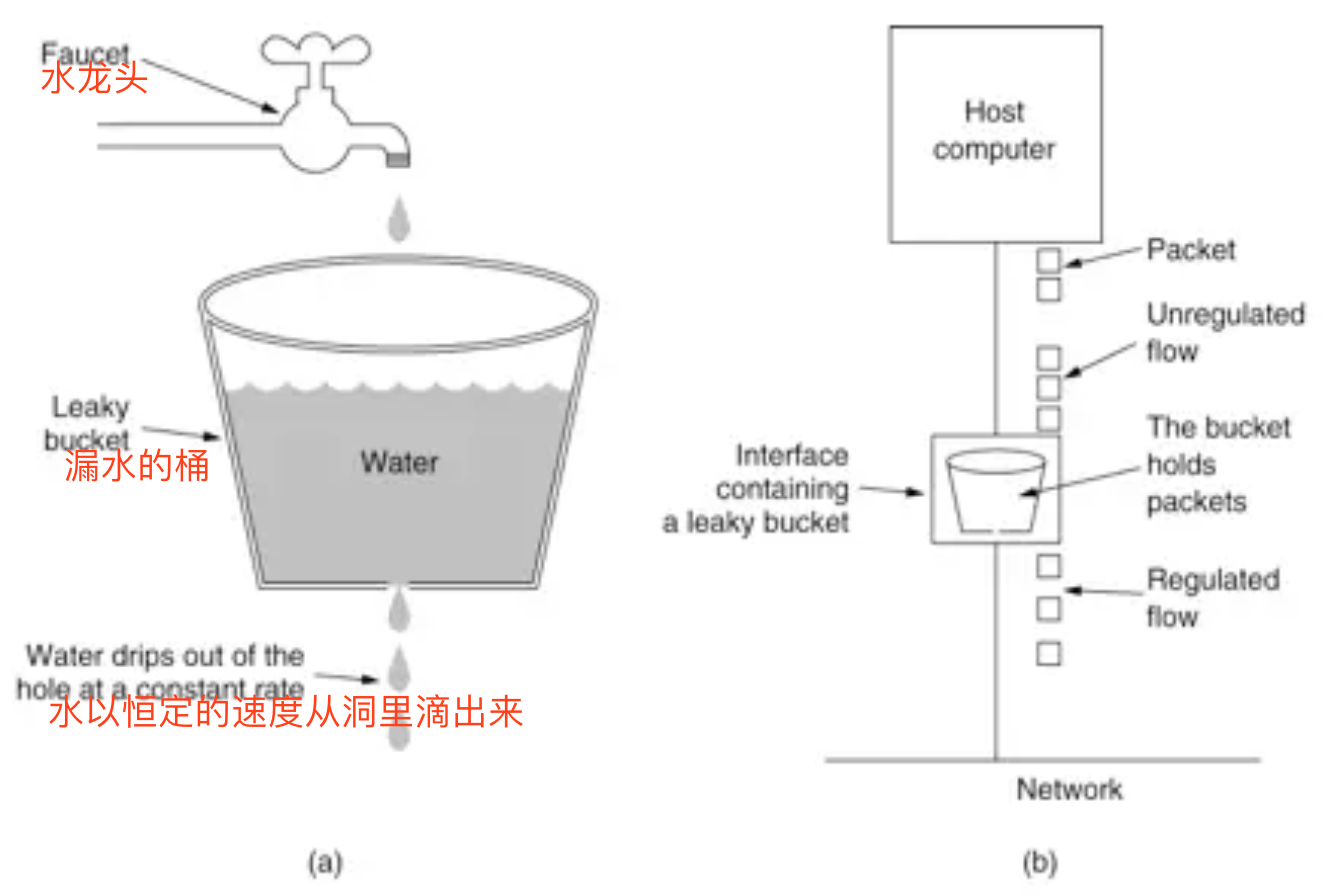 Faucet
水龙头
Leaky
bucket
漏水的桶
Water
Water drips out of the
hole at a constant rate
水以恒定的速度从洞里滴出来
(a)
Host
computer
Packet
Unregulated
flow
The bucket
holds
packets
Interface
containing
a leaky bucket
Regulated
flow
Network
(b)